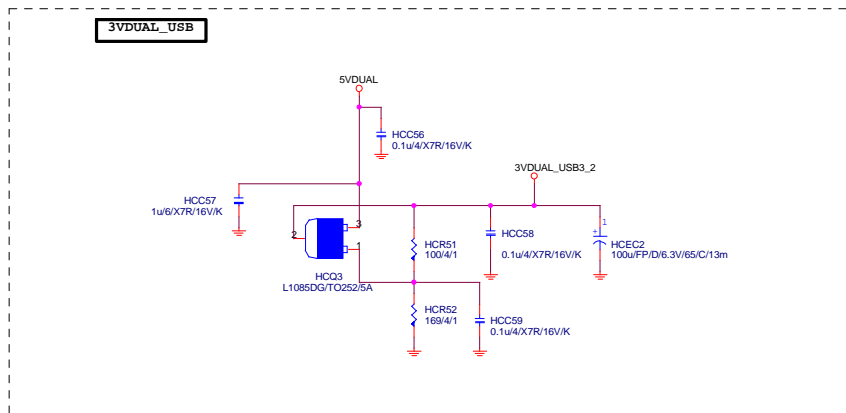 3VDUAL_USB
5VDUAL
HCC56
0.1u/4/X7R/16V/K
3VDUAL_USB3_2
HCC57
1u/6/X7R/16V/K
3
2
1
HCQ3
L1085DG/TO252/5A
HCR51
100/4/1
HCC58
0.1u/4/X7R/16V/K
1
+
HCEC2
100u/FP/D/6.3V/65/C/13m
HCR52
169/4/1
HCC59
0.1u/4/X7R/16V/K